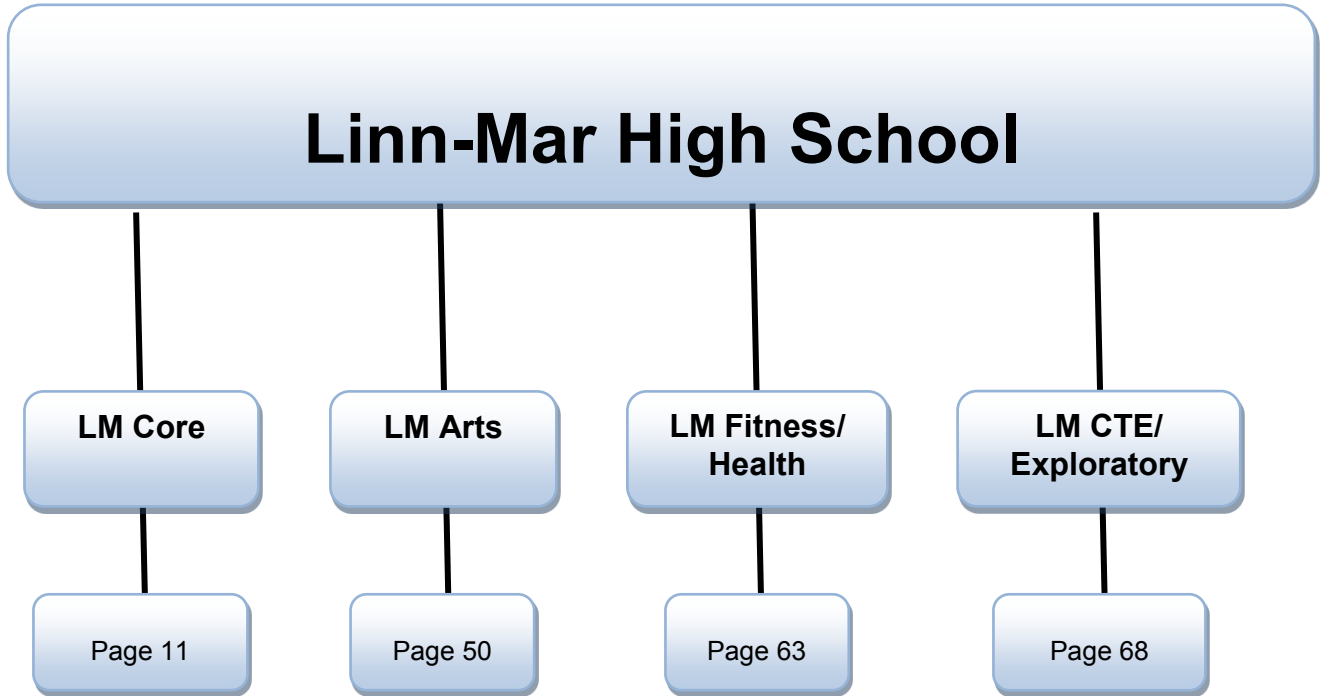 Linn-Mar High School
LM Core
LM Arts
LM Fitness/
Health
LM CTE/
Exploratory
Page 11
Page 50
Page 63
Page 68